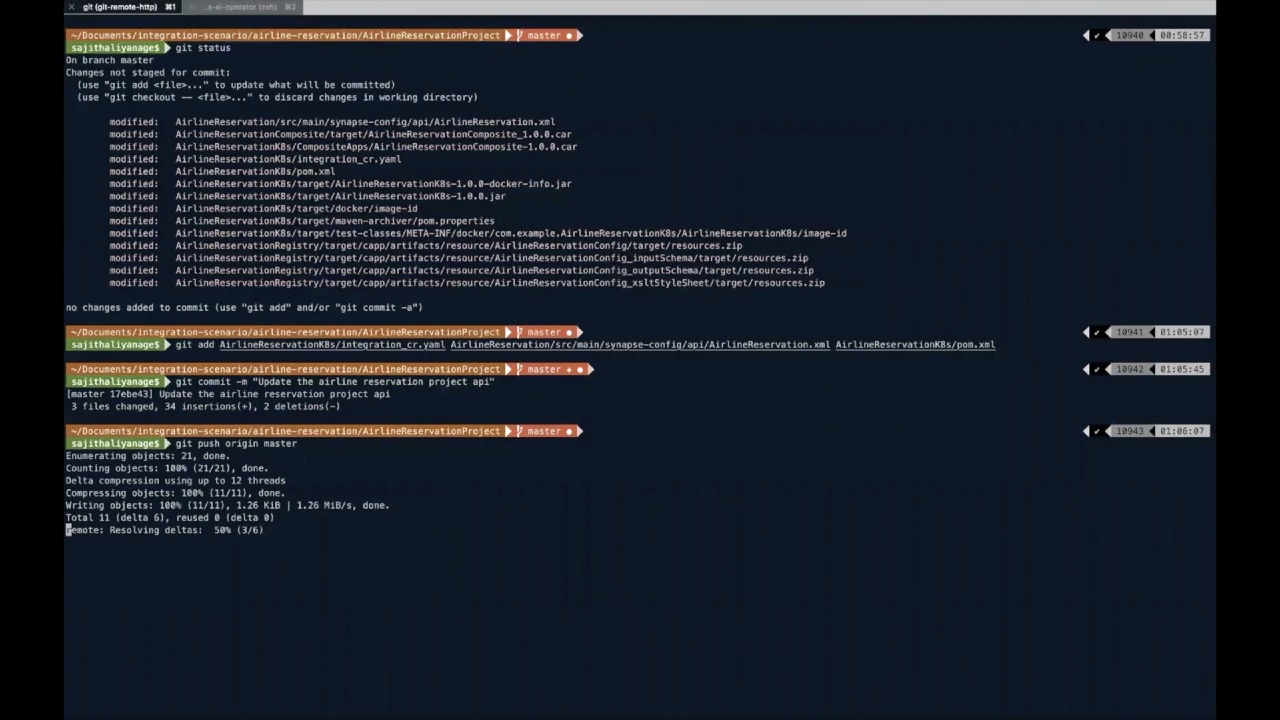 git (git-remote-http) ⌘1 ..e-ei-operator (zsh) ⌘2
~/Documents/integration-scenario/airline-reservation/AirlineReservationProject master ● ✔ 10940 00:58:57
sajithaliyanage$ git status
On branch master
Changes not staged for commit:
(use "git add <file>..." to update what will be committed)
(use "git checkout -- <file>..." to discard changes in working directory)
modified: AirlineReservation/src/main/synapse-config/api/AirlineReservation.xml
modified: AirlineReservationComposite/target/AirlineReservationComposite_1.0.0.car
modified: AirlineReservationK8s/CompositeApps/AirlineReservationComposite-1.0.0.car
modified: AirlineReservationK8s/integration_cr.yaml
modified: AirlineReservationK8s/pom.xml
modified: AirlineReservationK8s/target/AirlineReservationK8s-1.0.0-docker-info.jar
modified: AirlineReservationK8s/target/AirlineReservationK8s-1.0.0.jar
modified: AirlineReservationK8s/target/docker/image-id
modified: AirlineReservationK8s/target/maven-archiver/pom.properties
modified: AirlineReservationK8s/target/test-classes/META-INF/docker/com.example.AirlineReservationK8s/AirlineReservationK8s/image-id
modified: AirlineReservationRegistry/target/capp/artifacts/resource/AirlineReservationConfig/target/resources.zip
modified: AirlineReservationRegistry/target/capp/artifacts/resource/AirlineReservationConfig_inputSchema/target/resources.zip
modified: AirlineReservationRegistry/target/capp/artifacts/resource/AirlineReservationConfig_outputSchema/target/resources.zip
modified: AirlineReservationRegistry/target/capp/artifacts/resource/AirlineReservationConfig_xsltStyleSheet/target/resources.zip
no changes added to commit (use "git add" and/or "git commit -a")
~/Documents/integration-scenario/airline-reservation/AirlineReservationProject master ● ✔ 10941 01:05:07
sajithaliyanage$ git add AirlineReservationK8s/integration_cr.yaml AirlineReservation/src/main/synapse-config/api/AirlineReservation.xml AirlineReservationK8s/pom.xml
~/Documents/integration-scenario/airline-reservation/AirlineReservationProject master + ● ✔ 10942 01:05:45
sajithaliyanage$ git commit -m "Update the airline reservation project api"
[master 17ebe43] Update the airline reservation project api
3 files changed, 34 insertions(+), 2 deletions(-)
~/Documents/integration-scenario/airline-reservation/AirlineReservationProject master ● ✔ 10943 01:06:07
sajithaliyanage$ git push origin master
Enumerating objects: 21, done.
Counting objects: 100% (21/21), done.
Delta compression using up to 12 threads
Compressing objects: 100% (11/11), done.
Writing objects: 100% (11/11), 1.26 KiB | 1.26 MiB/s, done.
Total 11 (delta 6), reused 0 (delta 0)
remote: Resolving deltas: 50% (3/6)